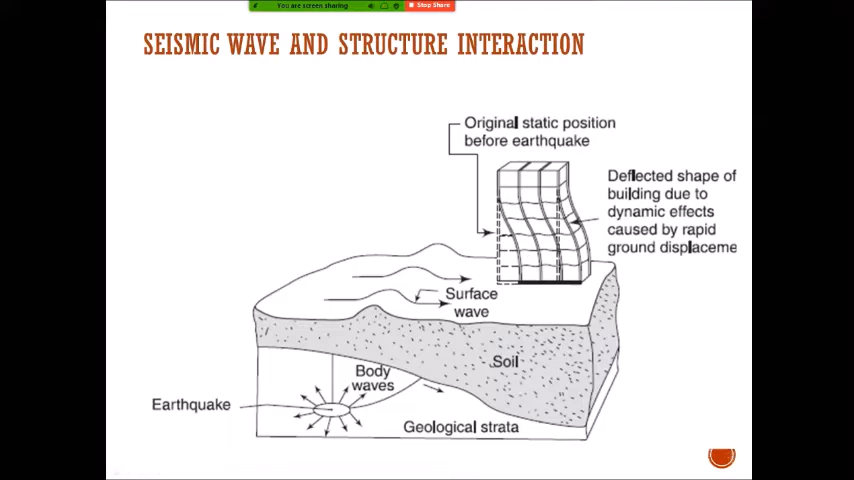 You are screen sharing
Stop Share
SEISMIC WAVE AND STRUCTURE INTERACTION
Original static position
before earthquake
Deflected shape of
building due to
dynamic effects
caused by rapid
ground displaceme
Surface
wave
Soil
Body
waves
Earthquake
Geological strata